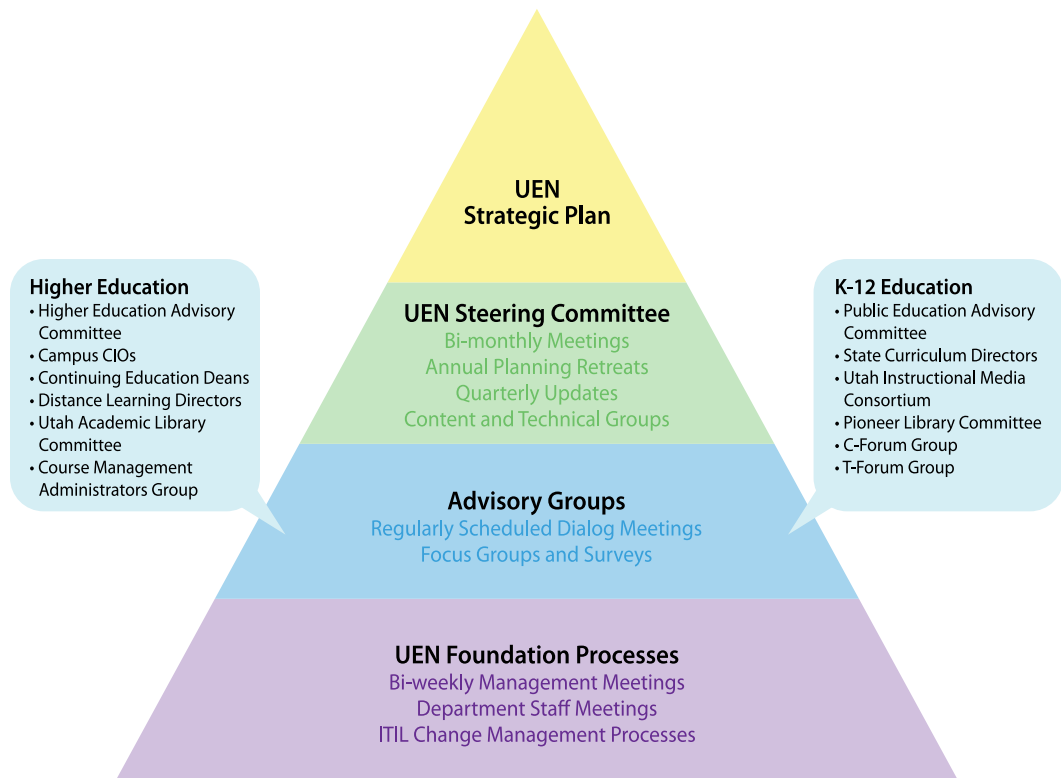 UEN
Strategic Plan
Higher Education
• Higher Education Advisory
Committee
• Campus CIOs
• Continuing Education Deans
• Distance Learning Directors
• Utah Academic Library
Committee
• Course Management
Administrators Group
UEN Steering Committee
Bi-monthly Meetings
Annual Planning Retreats
Quarterly Updates
Content and Technical Groups
K-12 Education
• Public Education Advisory
Committee
• State Curriculum Directors
• Utah Instructional Media
Consortium
• Pioneer Library Committee
• C-Forum Group
• T-Forum Group
Advisory Groups
Regularly Scheduled Dialog Meetings
Focus Groups and Surveys
UEN Foundation Processes
Bi-weekly Management Meetings
Department Staff Meetings
ITIL Change Management Processes